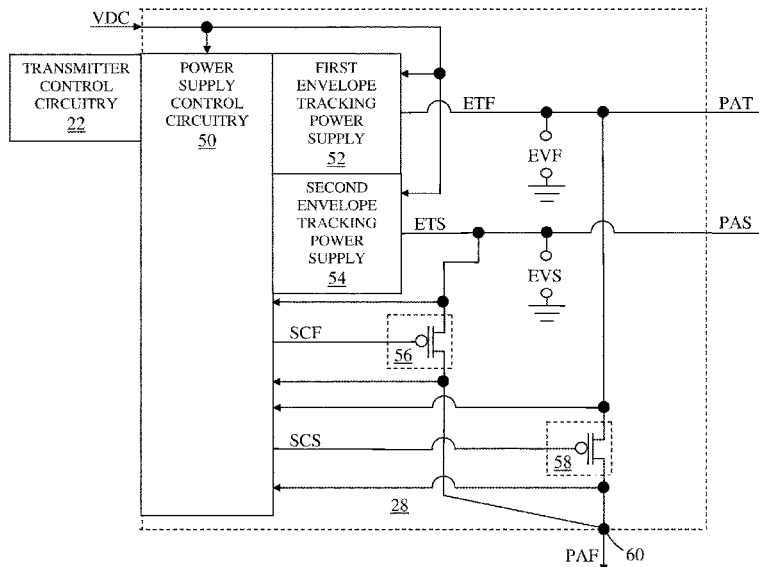 VDC
TRANSMITTER
CONTROL
CIRCUITRY
22
POWER
SUPPLY
CONTROL
CIRCUITRY
50
FIRST
ENVELOPE
TRACKING
POWER
SUPPLY
52
ETF
PAT
EVF
SECOND
ENVELOPE
TRACKING
POWER
SUPPLY
54
ETS
PAS
EVS
SCF
56
SCS
58
28
60
PAF